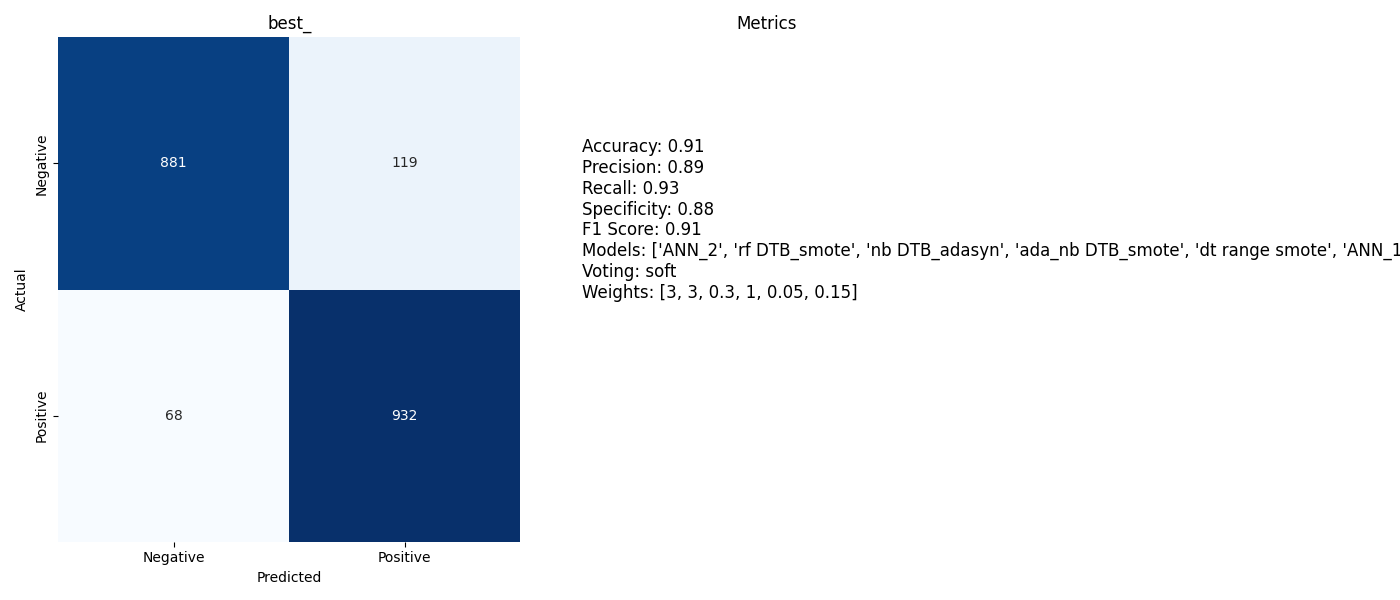 best_
Metrics
Negative
881
119
Actual
Positive
68
932
Negative
Positive
Predicted
Accuracy: 0.91
Precision: 0.89
Recall: 0.93
Specificity: 0.88
F1 Score: 0.91
Models: ['ANN_2', 'rf DTB_smote', 'nb DTB_adasyn', 'ada_nb DTB_smote', 'dt range smote', 'ANN_1
Voting: soft
Weights: [3, 3, 0.3, 1, 0.05, 0.15]